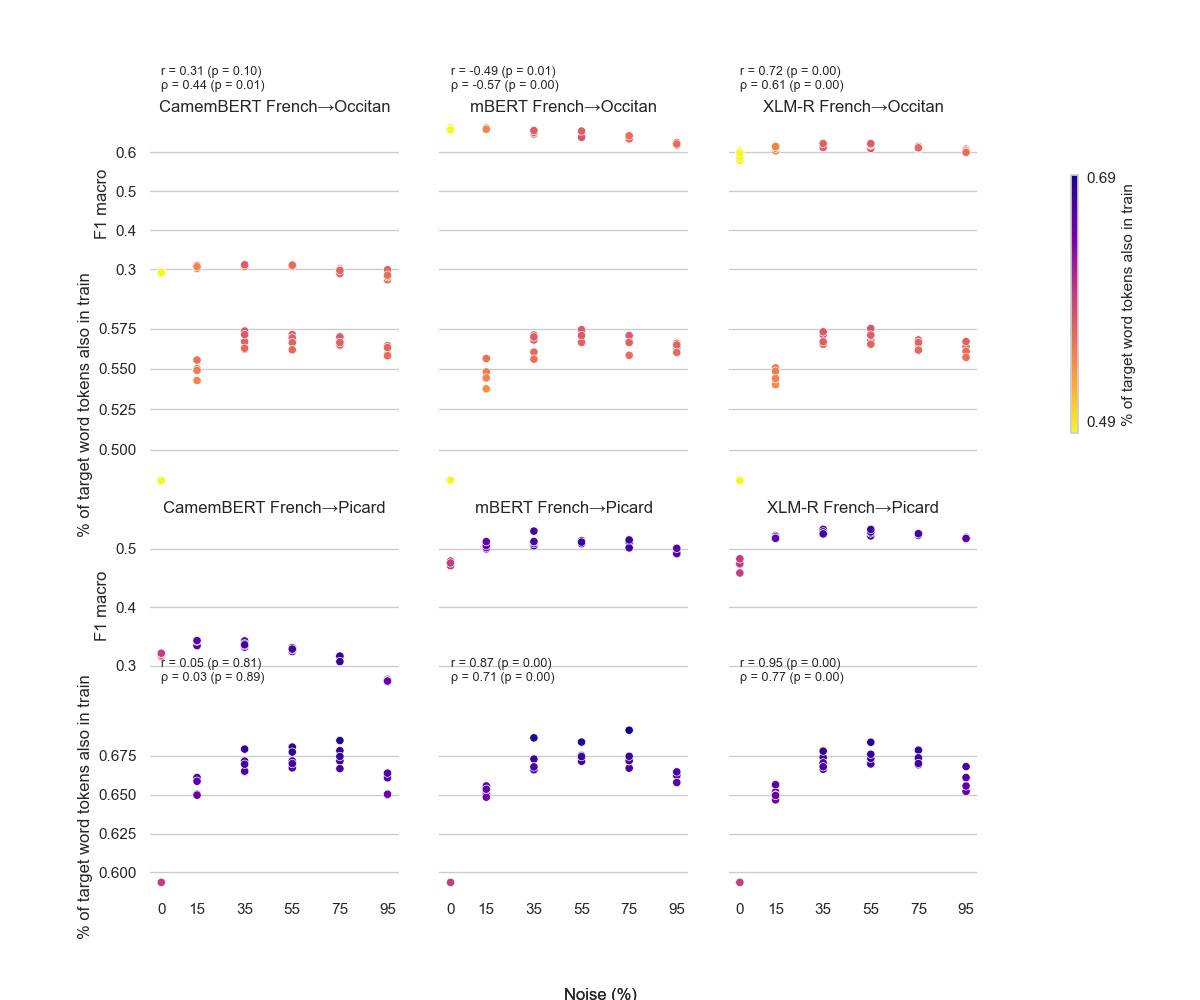 r = 0.31 (p = 0.10)
ρ = 0.44 (p = 0.01)
CamemBERT French→Occitan
r = -0.49 (p = 0.01)
ρ = -0.57 (p = 0.00)
mBERT French→Occitan
r = 0.72 (p = 0.00)
ρ = 0.61 (p = 0.00)
XLM-R French→Occitan
F1 macro
0.6
0.5
0.4
0.3
% of target word tokens also in train
0.575
0.550
0.525
0.500
0.69
0.49
% of target word tokens also in train
CamemBERT French→Picard
mBERT French→Picard
XLM-R French→Picard
F1 macro
0.5
0.4
0.3
r = 0.05 (p = 0.81)
ρ = 0.03 (p = 0.89)
r = 0.87 (p = 0.00)
ρ = 0.71 (p = 0.00)
r = 0.95 (p = 0.00)
ρ = 0.77 (p = 0.00)
% of target word tokens also in train
0.675
0.650
0.625
0.600
0 15 35 55 75 95
0 15 35 55 75 95
0 15 35 55 75 95
Noise (%)